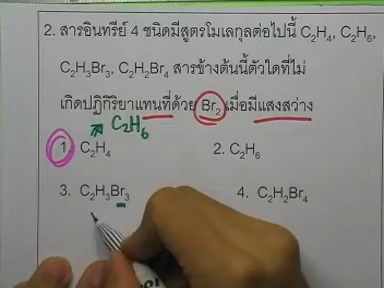 2. สารอินทรีย์ 4 ชนิดมีสูตรโมเลกุลต่อไปนี้ C₂H₄, C₂H₆,
C₂H₃Br₃, C₂H₂Br₄ สารข้างต้นนี้ตัวใดที่ไม่
เกิดปฏิกิริยาแทนที่ด้วย Br₂ เมื่อมีแสงสว่าง
C₂H₆
1. C₂H₄ 2. C₂H₆
3. C₂H₃Br₃ 4. C₂H₂Br₄